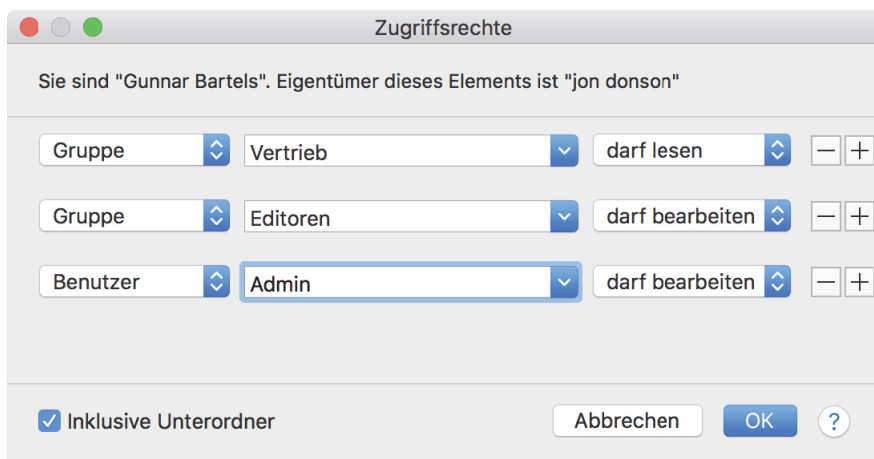 Zugriffsrechte
Sie sind "Gunnar Bartels". Eigentümer dieses Elements ist "jon donson"
Gruppe Vertrieb darf lesen − +
Gruppe Editoren darf bearbeiten − +
Benutzer Admin darf bearbeiten − +
Inklusive Unterordner Abbrechen OK ?